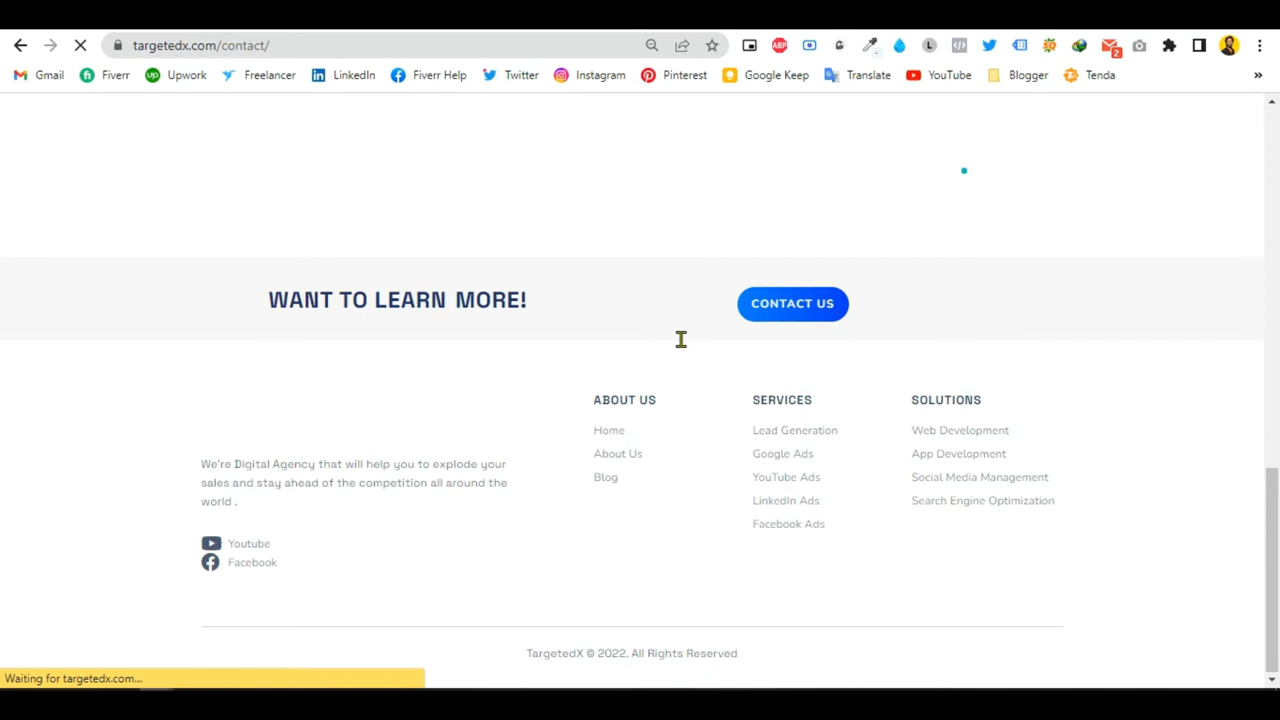 targetedx.com/contact/
ABP
L
2
Gmail Fiverr Upwork Freelancer LinkedIn Fiverr Help Twitter Instagram Pinterest Google Keep Translate YouTube Blogger Tenda »
WANT TO LEARN MORE!
CONTACT US
We're Digital Agency that will help you to explode your
sales and stay ahead of the competition all around the
world .
Youtube
Facebook
ABOUT US
Home
About Us
Blog
SERVICES
Lead Generation
Google Ads
YouTube Ads
LinkedIn Ads
Facebook Ads
SOLUTIONS
Web Development
App Development
Social Media Management
Search Engine Optimization
TargetedX © 2022. All Rights Reserved
Waiting for targetedx.com...